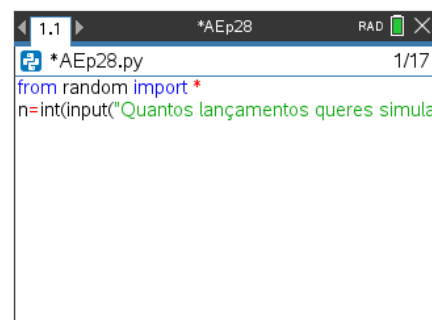 1.1 *AEp28 RAD
*AEp28.py 1/17
from random import *
n=int(input("Quantos lançamentos queres simula